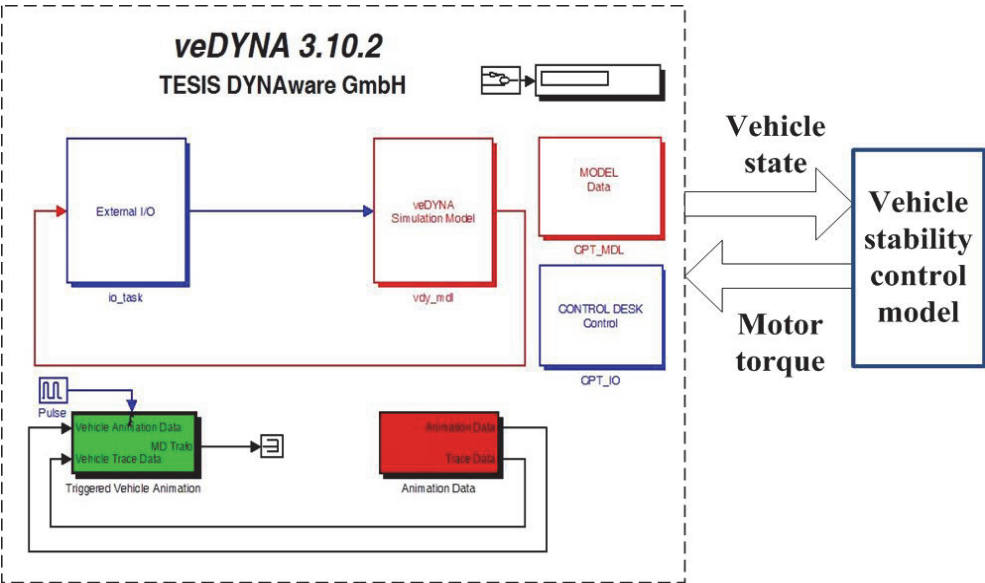 veDYNA 3.10.2
TESIS DYNAware GmbH
External I/O
io_task
veDYNA
Simulation Model
vdy_mdl
MODEL
Data
CPT_MDL
CONTROL DESK
Control
CPT_IO
Vehicle
state
Motor
torque
Vehicle
stability
control
model
Pulse
Vehicle Animation Data
MD Trafo
Vehicle Trace Data
Triggered Vehicle Animation
Animation Data
Trace Data
Animation Data